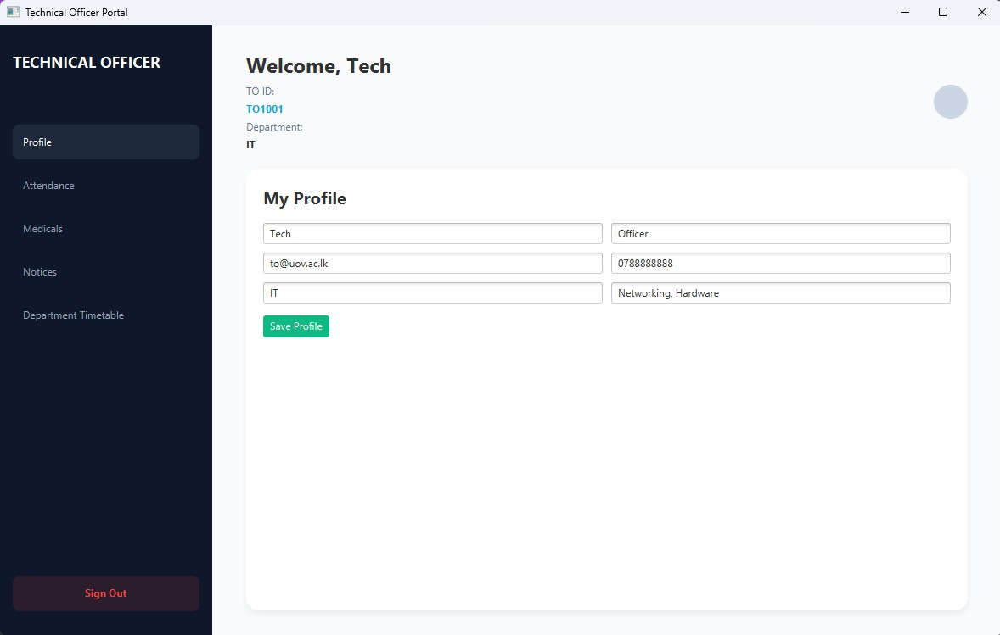 Technical Officer Portal
TECHNICAL OFFICER
Profile
Attendance
Medicals
Notices
Department Timetable
Sign Out
Welcome, Tech
TO ID:
TO1001
Department:
IT
My Profile
Tech
Officer
to@uov.ac.lk
0788888888
IT
Networking, Hardware
Save Profile